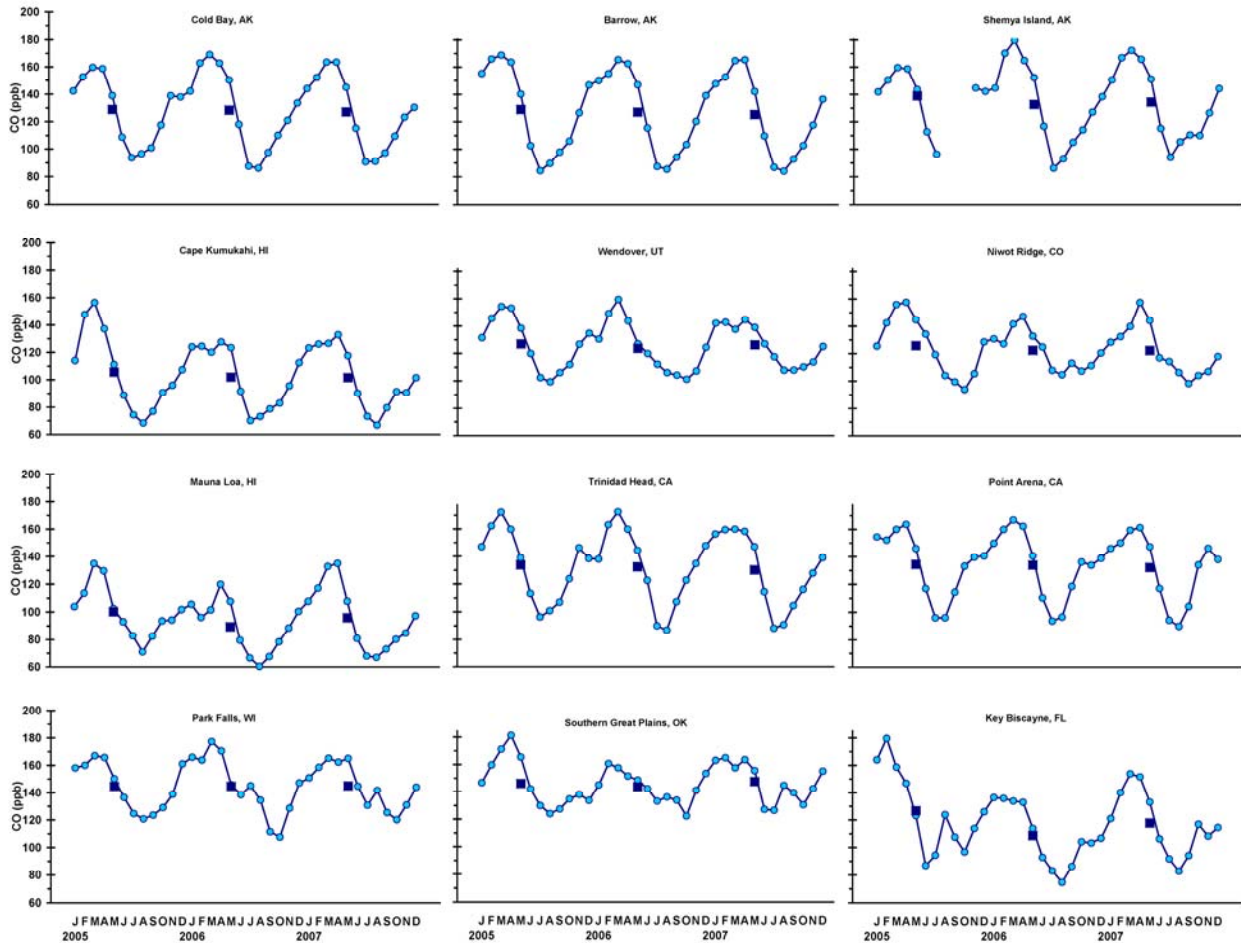 Cold Bay, AK
Barrow, AK
Shemya Island, AK
CO (ppb)
200
180
160
140
120
100
80
60
Cape Kumukahi, HI
Wendover, UT
Niwot Ridge, CO
CO (ppb)
200
180
160
140
120
100
80
60
Mauna Loa, HI
Trinidad Head, CA
Point Arena, CA
CO (ppb)
200
180
160
140
120
100
80
60
Park Falls, WI
Southern Great Plains, OK
Key Biscayne, FL
CO (ppb)
200
180
160
140
120
100
80
60
J F M A M J J A S O N D J F M A M J J A S O N D J F M A M J J A S O N D
2005 2006 2007
J F M A M J J A S O N D J F M A M J J A S O N D J F M A M J J A S O N D
2005 2006 2007
J F M A M J J A S O N D J F M A M J J A S O N D J F M A M J J A S O N D
2005 2006 2007